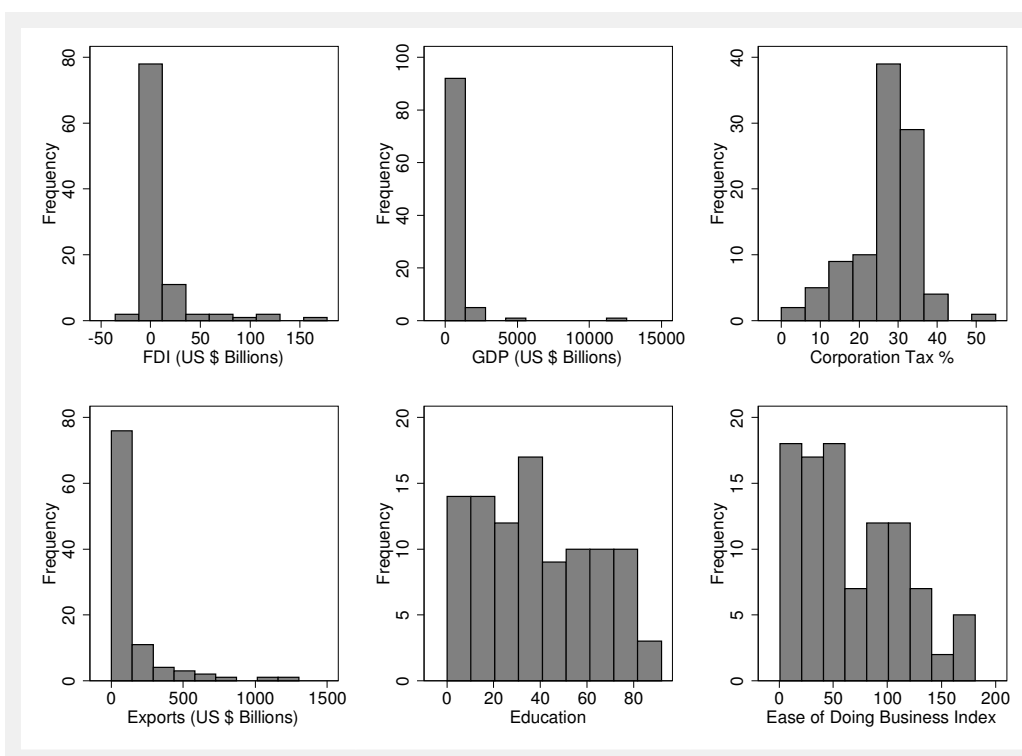 Frequency
0 20 40 60 80
-50 0 50 100 150
FDI (US $ Billions)
Frequency
0 20 40 60 80 100
0 5000 10000 15000
GDP (US $ Billions)
Frequency
0 10 20 30 40
0 10 20 30 40 50
Corporation Tax %
Frequency
0 20 40 60 80
0 500 1000 1500
Exports (US $ Billions)
Frequency
0 5 10 15 20
0 20 40 60 80
Education
Frequency
0 5 10 15 20
0 50 100 150 200
Ease of Doing Business Index